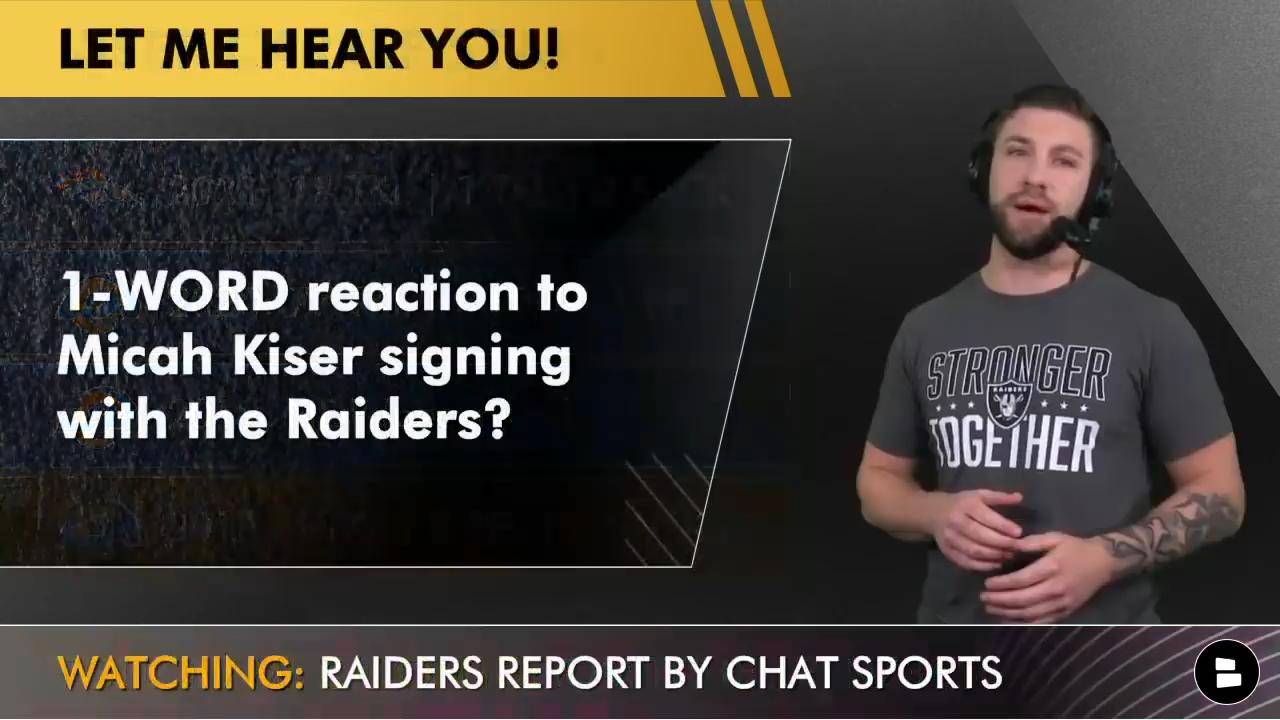 LET ME HEAR YOU!
1-WORD reaction to
Micah Kiser signing
with the Raiders?
STRONGER
RAIDERS
TOGETHER
WATCHING: RAIDERS REPORT BY CHAT SPORTS